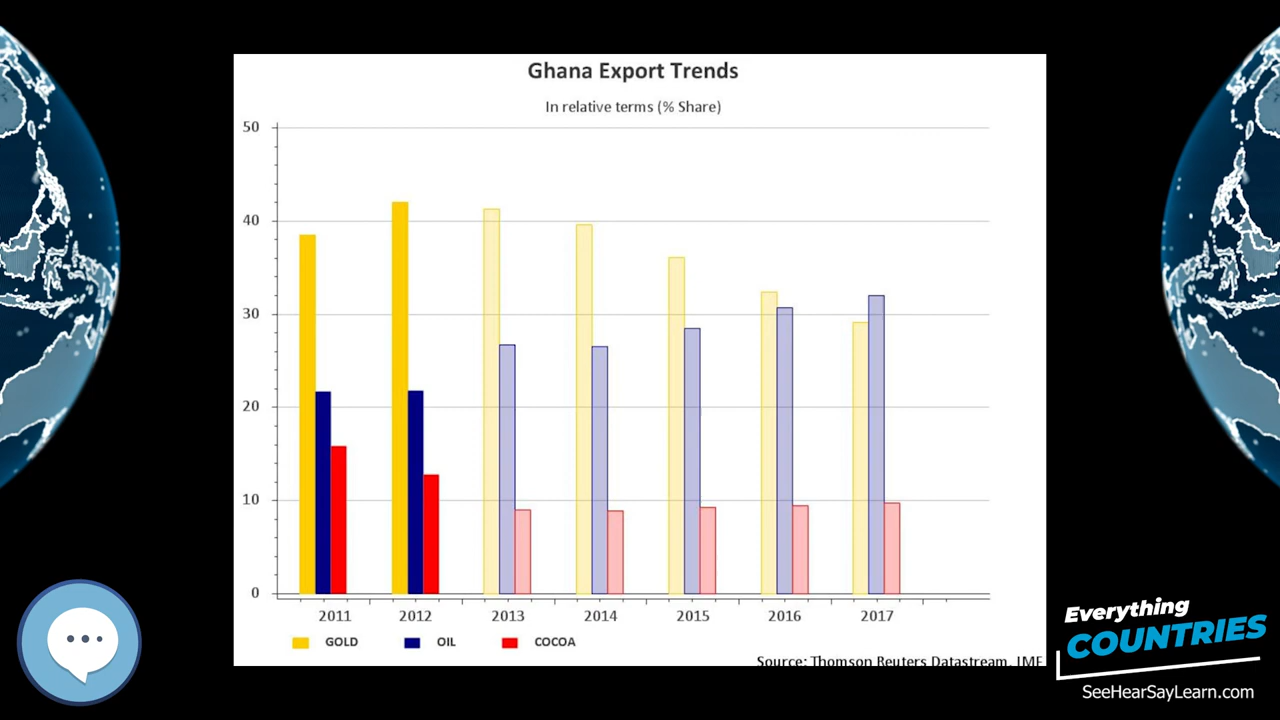 Ghana Export Trends
In relative terms (% Share)
50
40
30
20
10
0
2011 2012 2013 2014 2015 2016 2017
GOLD OIL COCOA
Source: Thomson Reuters Datastream, IMF
Everything
COUNTRIES
SeeHearSayLearn.com